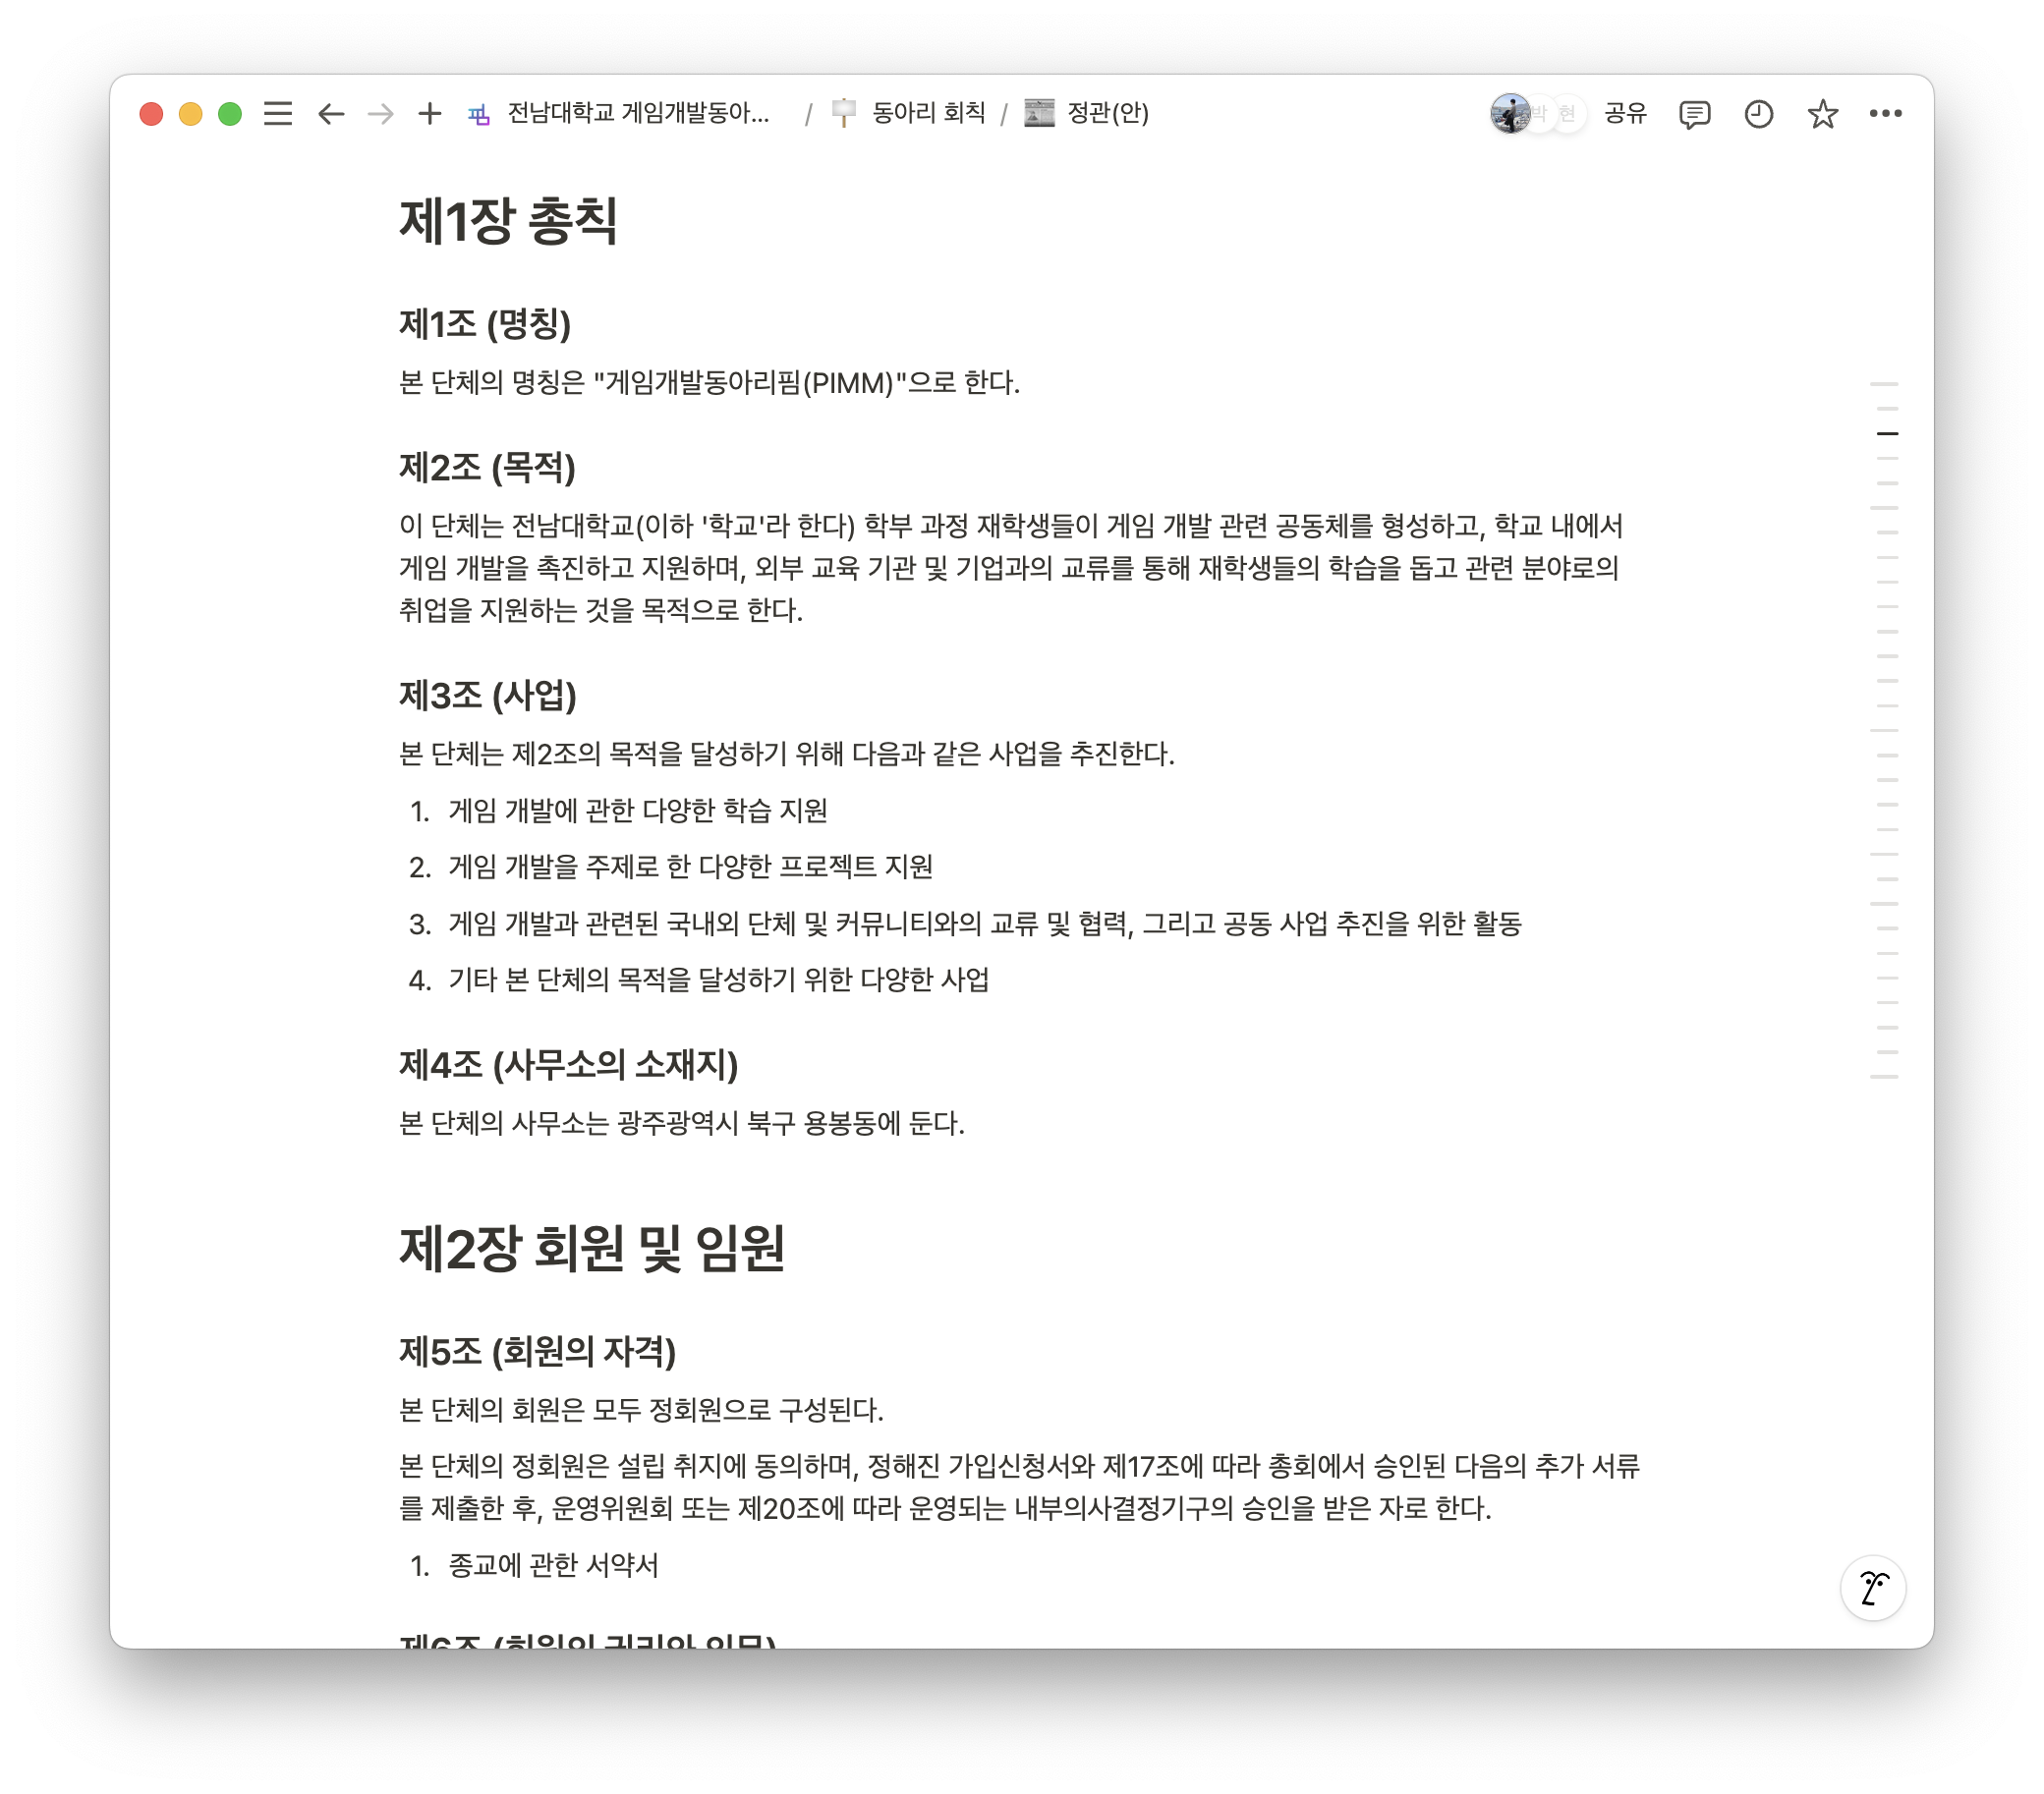 전남대학교 게임개발동아... / 동아리 회칙 / 정관(안) 박 현 공유
제1장 총칙
제1조 (명칭)
본 단체의 명칭은 "게임개발동아리핌(PIMM)"으로 한다.
제2조 (목적)
이 단체는 전남대학교(이하 '학교'라 한다) 학부 과정 재학생들이 게임 개발 관련 공동체를 형성하고, 학교 내에서
게임 개발을 촉진하고 지원하며, 외부 교육 기관 및 기업과의 교류를 통해 재학생들의 학습을 돕고 관련 분야로의
취업을 지원하는 것을 목적으로 한다.
제3조 (사업)
본 단체는 제2조의 목적을 달성하기 위해 다음과 같은 사업을 추진한다.
1. 게임 개발에 관한 다양한 학습 지원
2. 게임 개발을 주제로 한 다양한 프로젝트 지원
3. 게임 개발과 관련된 국내외 단체 및 커뮤니티와의 교류 및 협력, 그리고 공동 사업 추진을 위한 활동
4. 기타 본 단체의 목적을 달성하기 위한 다양한 사업
제4조 (사무소의 소재지)
본 단체의 사무소는 광주광역시 북구 용봉동에 둔다.
제2장 회원 및 임원
제5조 (회원의 자격)
본 단체의 회원은 모두 정회원으로 구성된다.
본 단체의 정회원은 설립 취지에 동의하며, 정해진 가입신청서와 제17조에 따라 총회에서 승인된 다음의 추가 서류
를 제출한 후, 운영위원회 또는 제20조에 따라 운영되는 내부의사결정기구의 승인을 받은 자로 한다.
1. 종교에 관한 서약서
제6조 (회원의 권리와 의무)